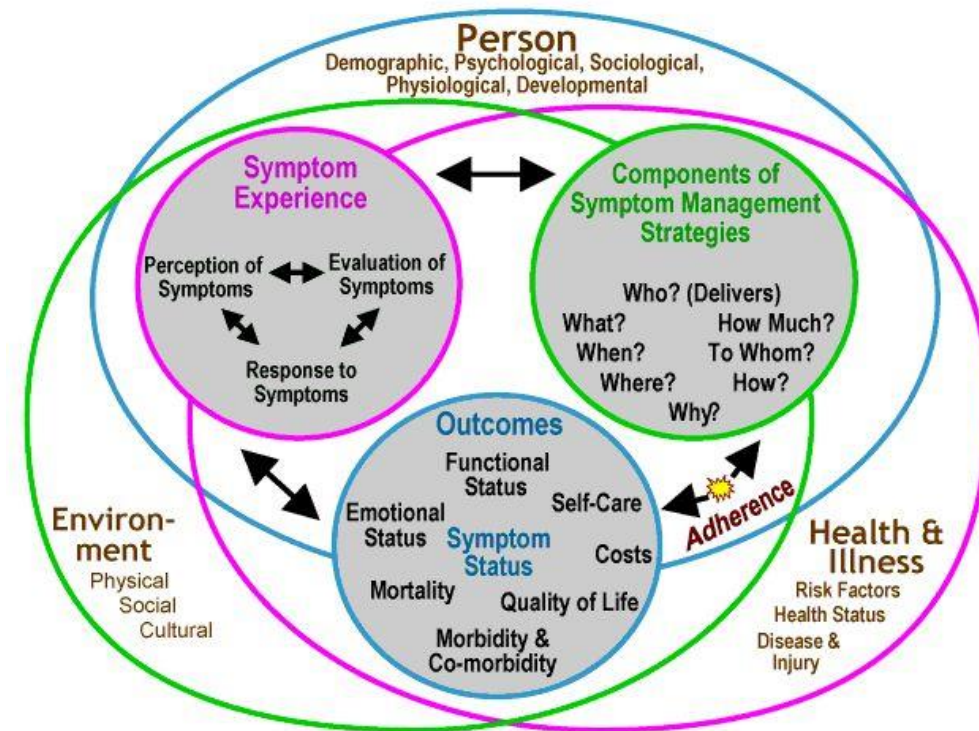 Person
Demographic, Psychological, Sociological,
Physiological, Developmental
Symptom
Experience
Perception of
Symptoms
Evaluation of
Symptoms
Response to
Symptoms
Components of
Symptom Management
Strategies
Who? (Delivers)
What?
How Much?
When?
To Whom?
Where?
How?
Why?
Outcomes
Functional
Status
Self-Care
Emotional
Status
Symptom
Status
Costs
Mortality
Quality of Life
Morbidity &
Co-morbidity
Adherence
Environ-
ment
Physical
Social
Cultural
Health &
Illness
Risk Factors
Health Status
Disease &
Injury